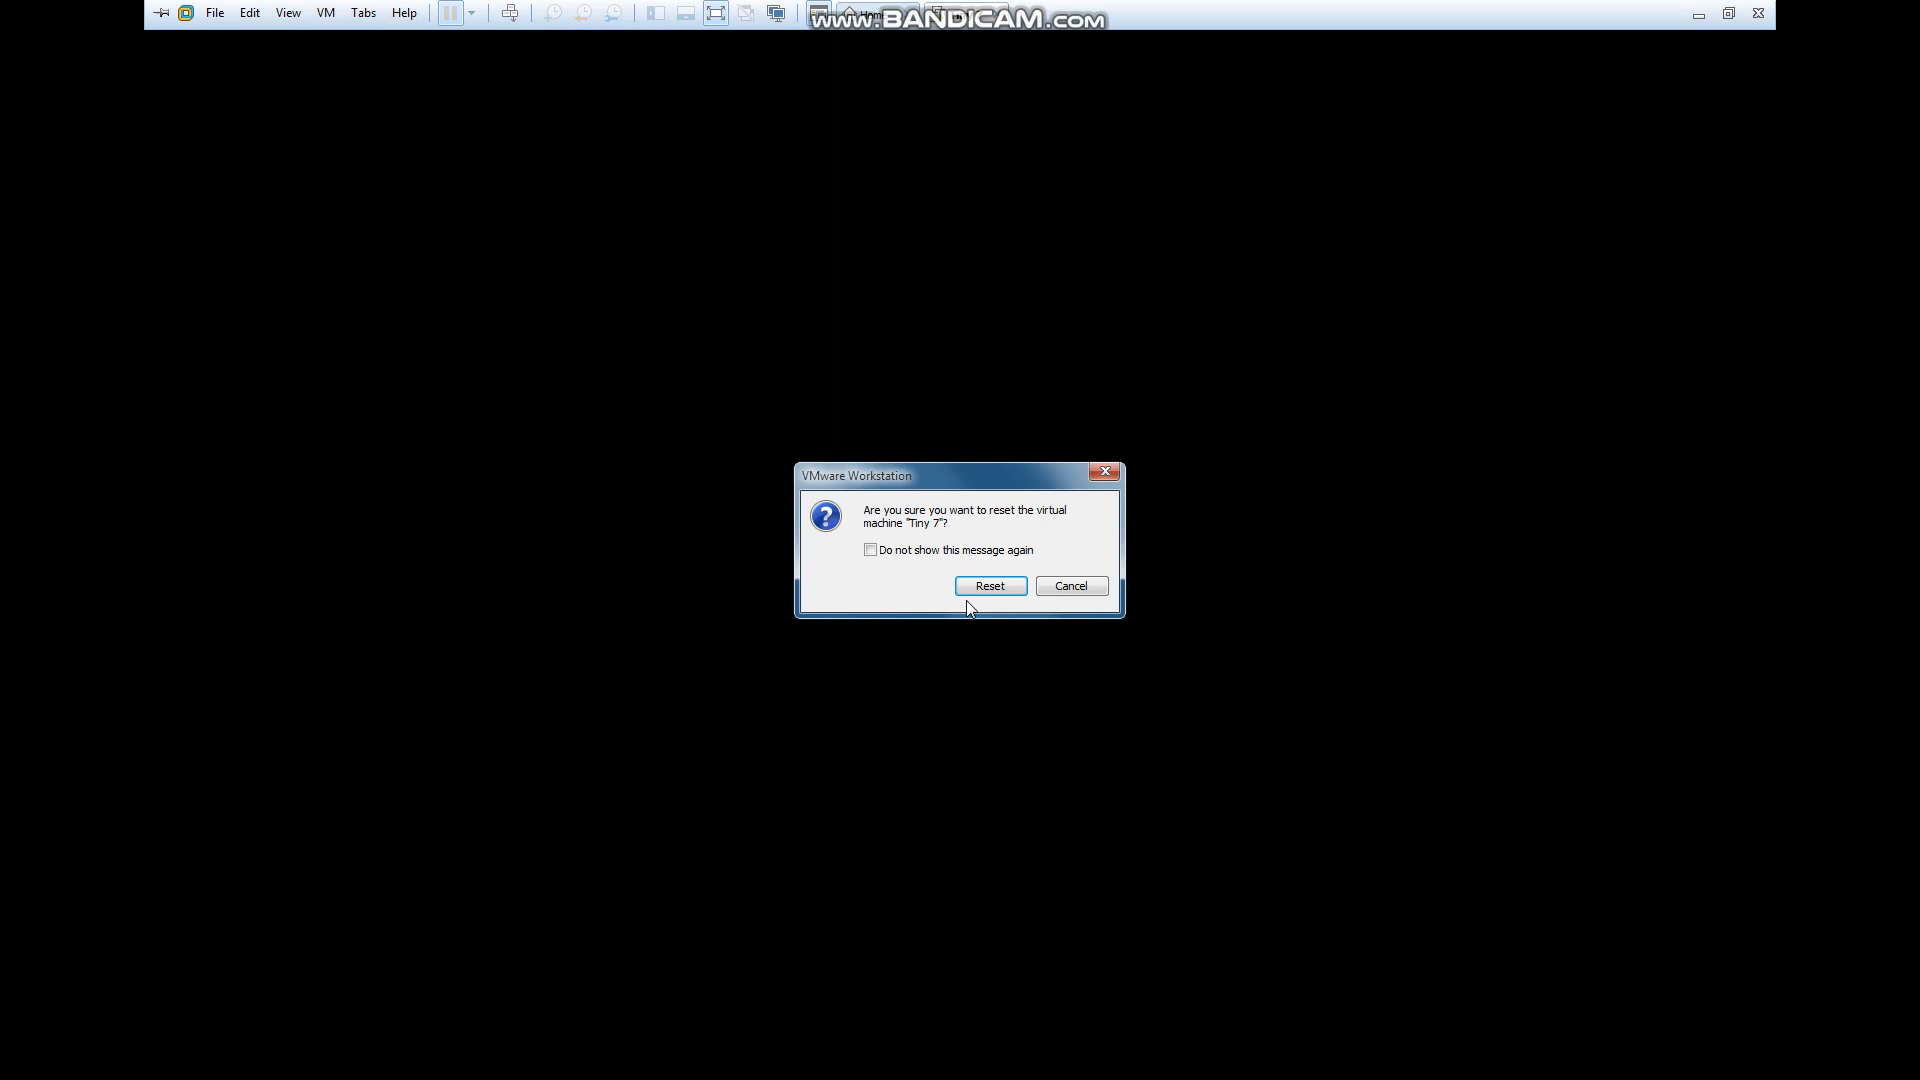 File Edit View VM Tabs Help
www.BANDICAM.com
VMware Workstation
Are you sure you want to reset the virtual
machine "Tiny 7"?
Do not show this message again
Reset Cancel